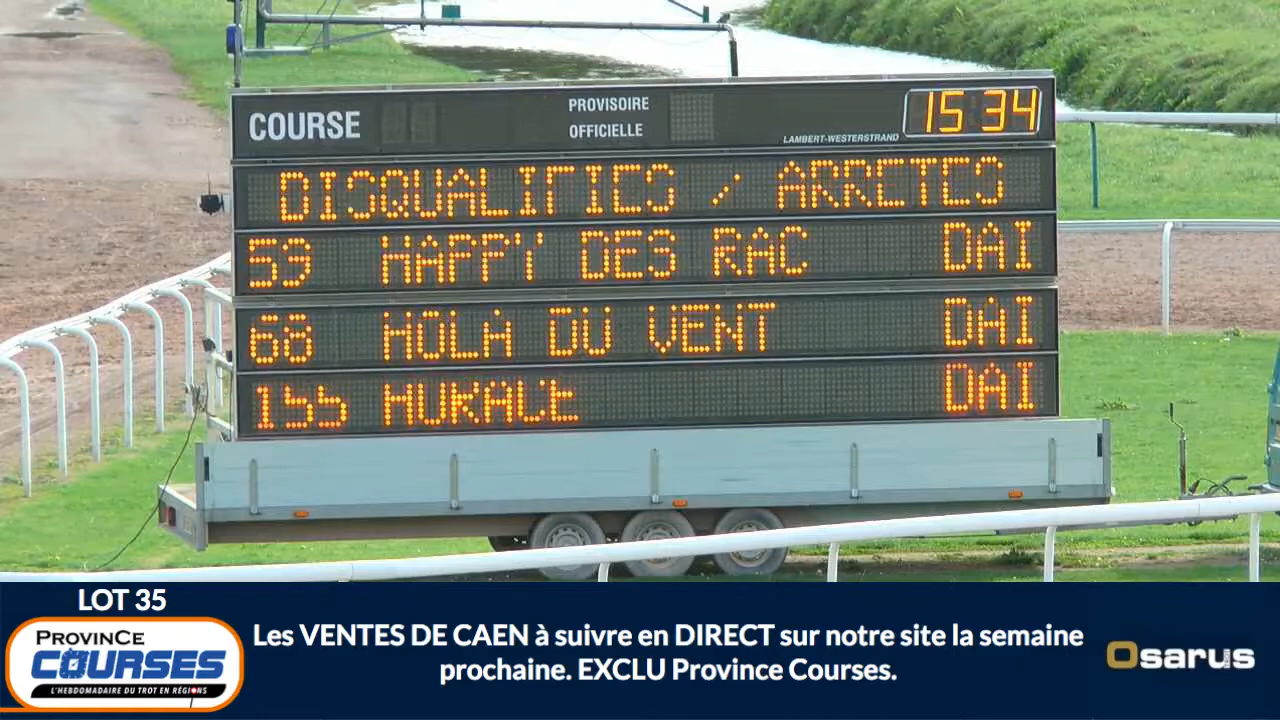 COURSE
PROVISOIRE
OFFICIELLE
LAMBERT-WESTERSTRAND
15:34
DISQUALIFIES / ARRETES
59 HAPPY DES RAC DAI
68 HOLA DU VENT DAI
155 HURALE DAI
LOT 35
PROVINCE
COURSES
L'HEBDOMADAIRE DU TROT EN RÉGIONS
Les VENTES DE CAEN à suivre en DIRECT sur notre site la semaine
prochaine. EXCLU Province Courses.
Osarus